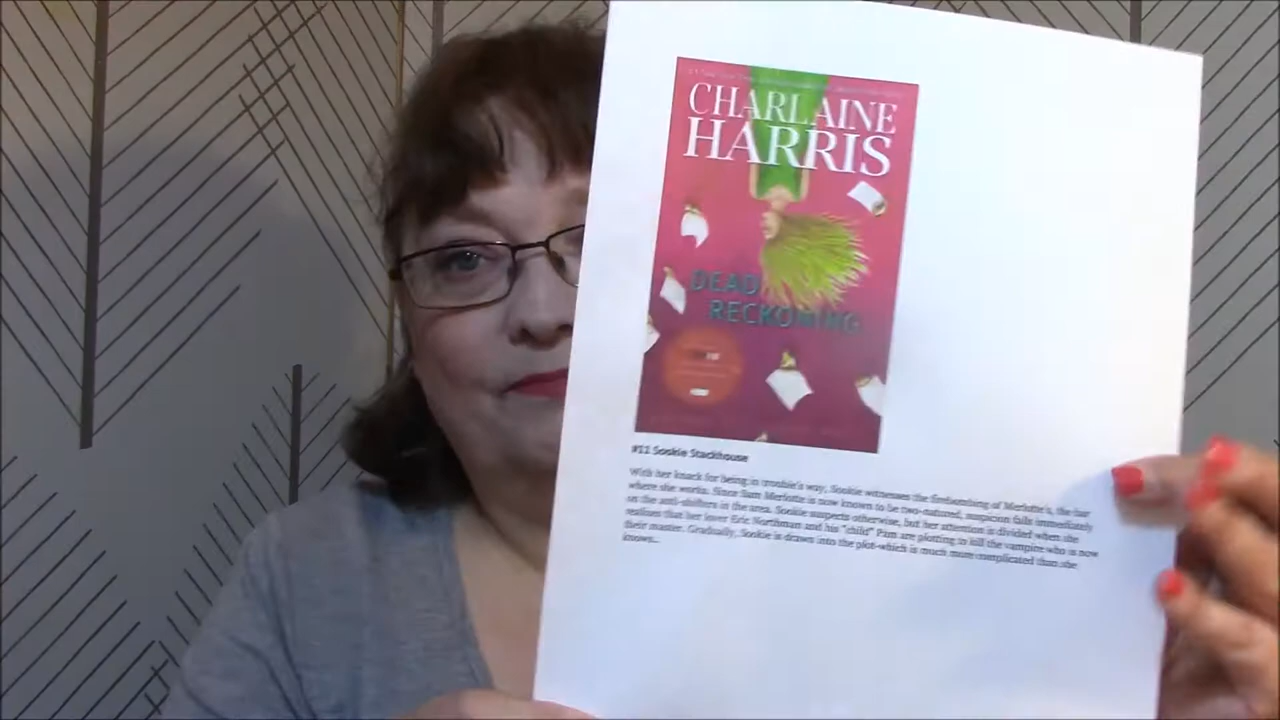 CHARLAINE
HARRIS
DEAD
RECKONING
#11 Sookie Stackhouse
With her knack for being in trouble's way, Sookie witnesses the firebombing of Merlotte's, the bar
where she works. Since Sam Merlotte is now known to be two-natured, suspicion falls immediately
on the anti-shifters in the area. Sookie suspects otherwise, but her attention is divided when she
realizes that her lover Eric Northman and his "child" Pam are plotting to kill the vampire who is now
their master. Gradually, Sookie is drawn into the plot-which is much more complicated than she
knows...